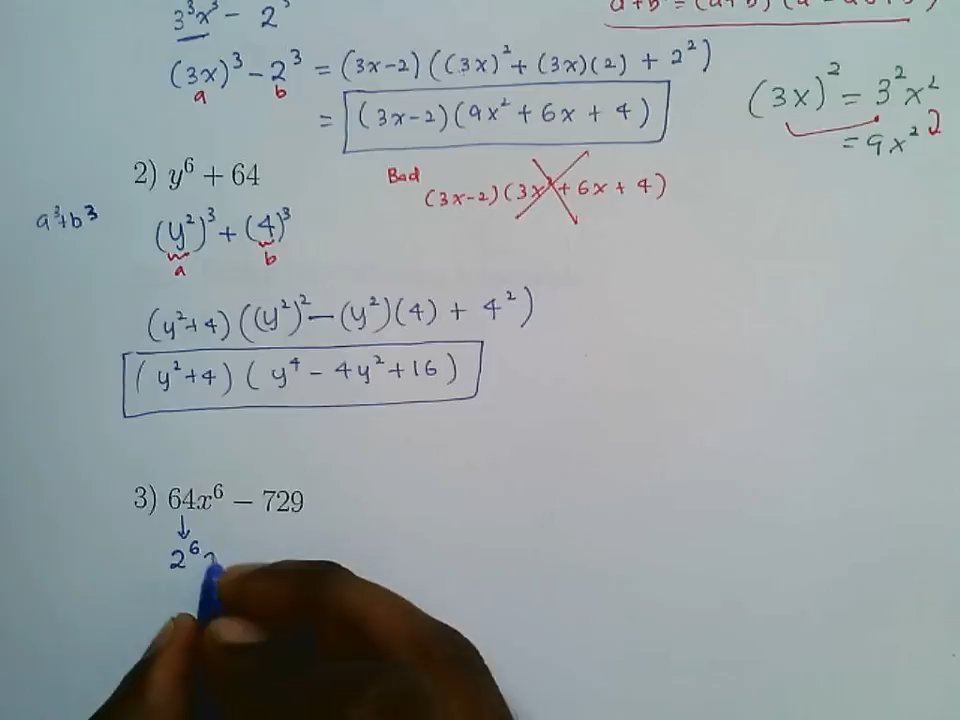 3³x³ - 2³
(3x)³ - 2³ = (3x-2)((3x)² + (3x)(2) + 2²)
a b
= (3x-2)(9x² + 6x + 4)
(3x)² = 3²x²
2
= 9x²
2) y⁶ + 64
Bad (3x-2)(3x² + 6x + 4)
a³+b³
(y²)³ + (4)³
a b
(y²+4)((y²)² - (y²)(4) + 4²)
(y²+4)(y⁴ - 4y² + 16)
3) 64x⁶ - 729
↓
2⁶